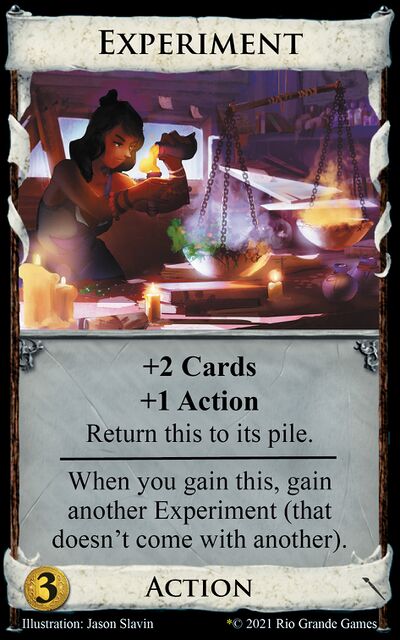 EXPERIMENT
+2 Cards
+1 Action
Return this to its pile.
When you gain this, gain
another Experiment (that
doesn't come with another).
3
ACTION
Illustration: Jason Slavin
*© 2021 Rio Grande Games